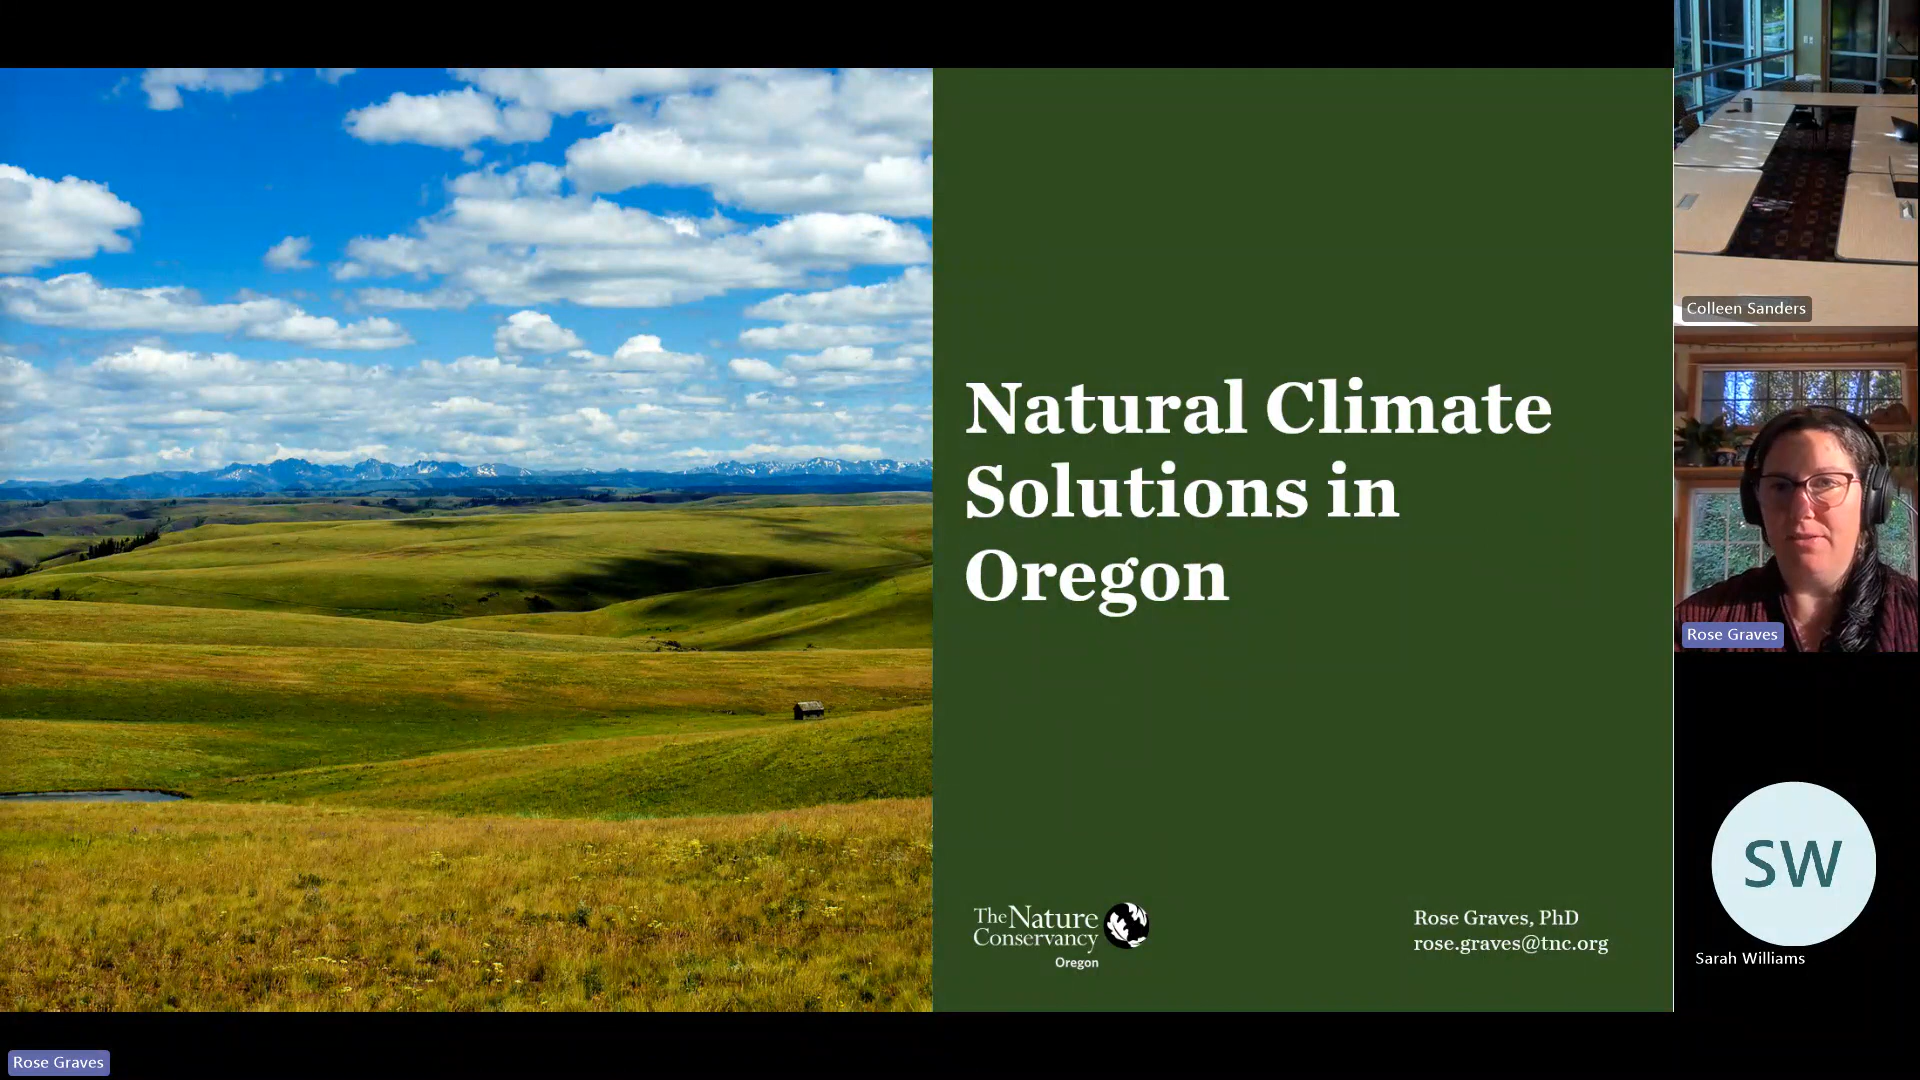 Natural Climate
Solutions in
Oregon
The Nature
Conservancy
Oregon
Rose Graves, PhD
rose.graves@tnc.org
Colleen Sanders
Rose Graves
SW
Sarah Williams
Rose Graves